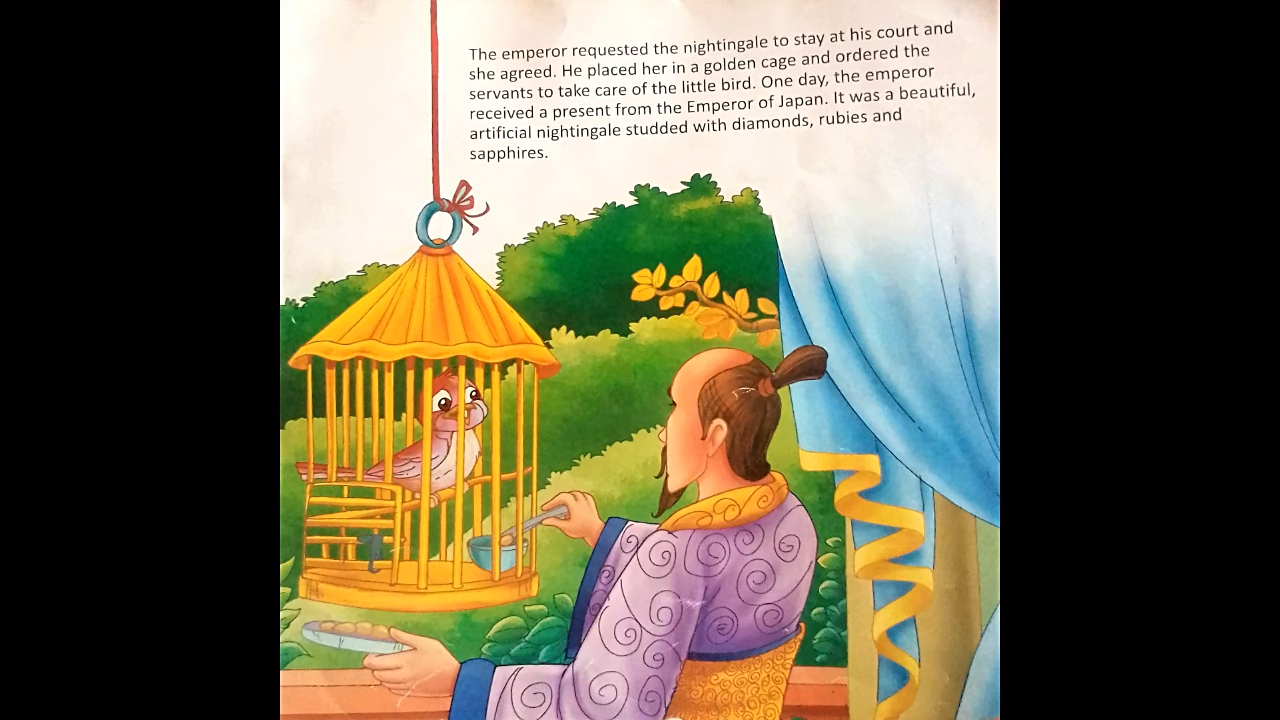 The emperor requested the nightingale to stay at his court and
she agreed. He placed her in a golden cage and ordered the
servants to take care of the little bird. One day, the emperor
received a present from the Emperor of Japan. It was a beautiful,
artificial nightingale studded with diamonds, rubies and
sapphires.